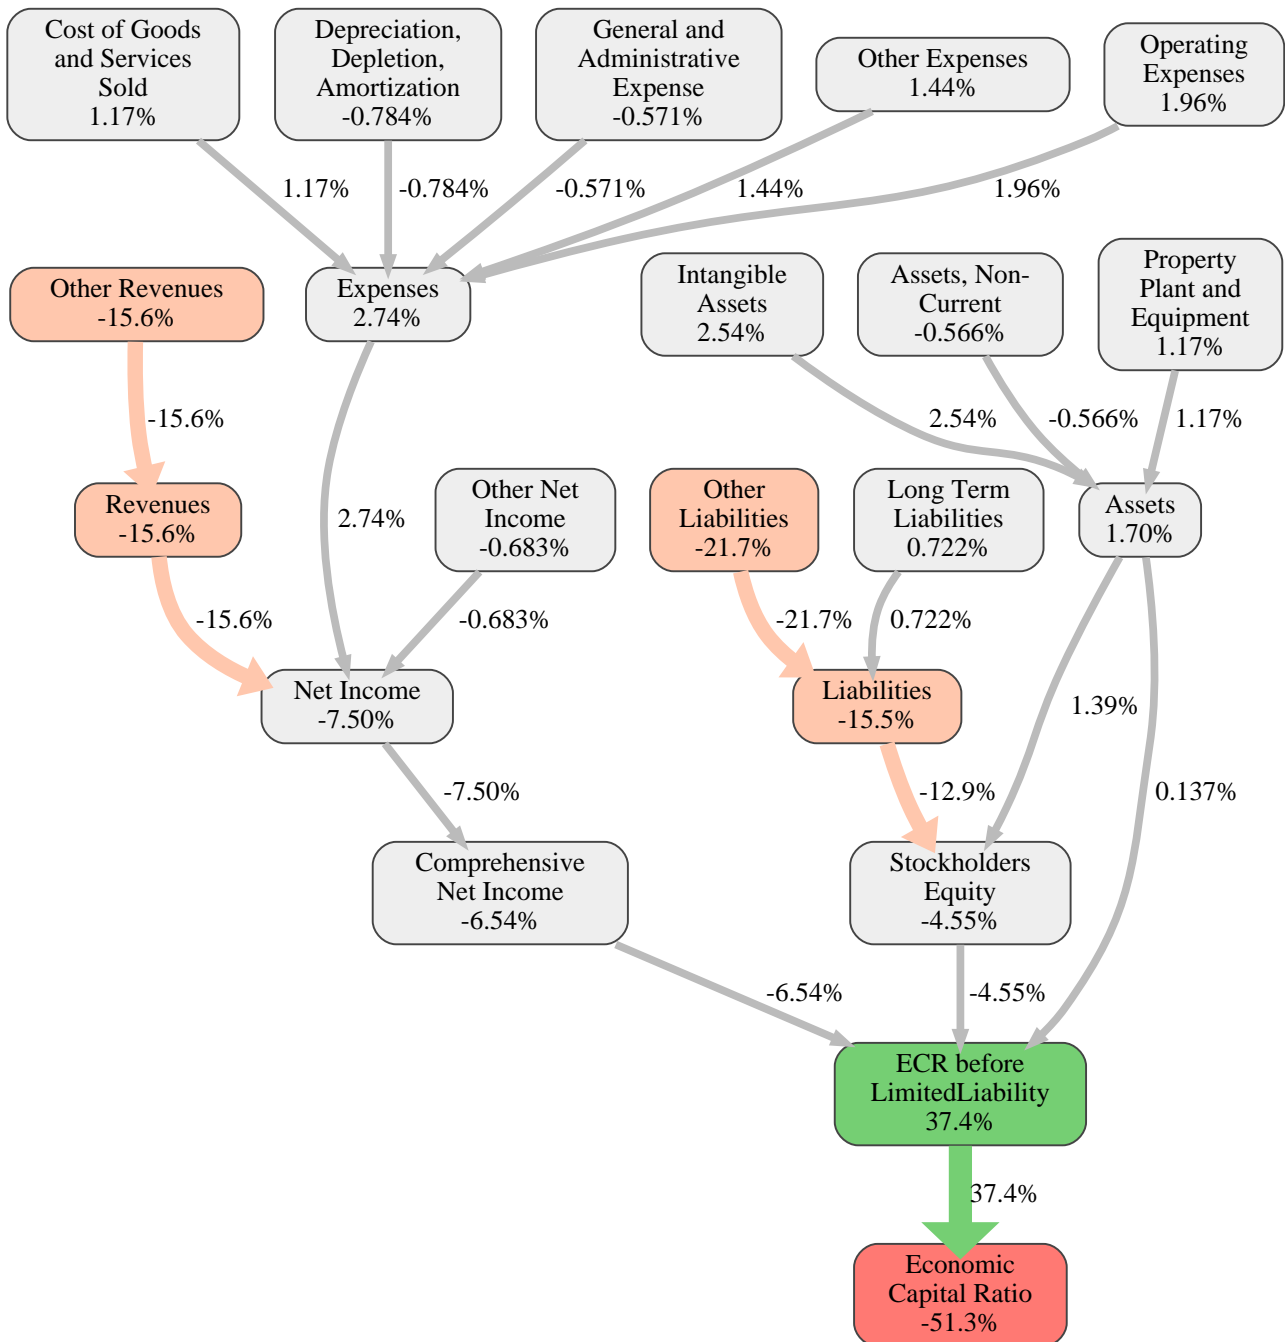 Cost of Goods
and Services
Sold
1.17%
Depreciation,
Depletion,
Amortization
-0.784%
General and
Administrative
Expense
-0.571%
Other Expenses
1.44%
Operating
Expenses
1.96%
1.17%
-0.784%
-0.571%
1.44%
1.96%
Other Revenues
-15.6%
Expenses
2.74%
Intangible
Assets
2.54%
Assets, Non-
Current
-0.566%
Property
Plant and
Equipment
1.17%
-15.6%
2.54%
-0.566%
1.17%
Revenues
-15.6%
2.74%
Other Net
Income
-0.683%
Other
Liabilities
-21.7%
Long Term
Liabilities
0.722%
Assets
1.70%
-15.6%
-0.683%
-21.7%
0.722%
Net Income
-7.50%
Liabilities
-15.5%
1.39%
-7.50%
-12.9%
0.137%
Comprehensive
Net Income
-6.54%
Stockholders
Equity
-4.55%
-6.54%
-4.55%
ECR before
LimitedLiability
37.4%
37.4%
Economic
Capital Ratio
-51.3%